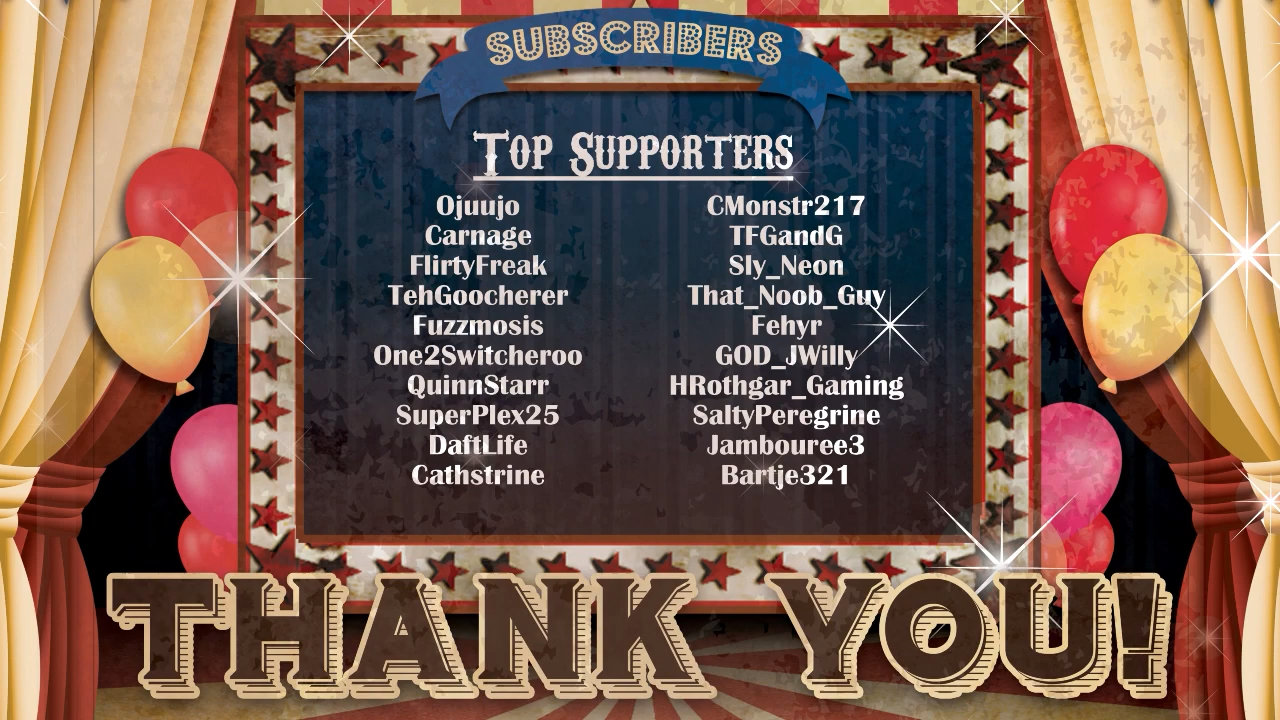 SUBSCRIBERS
Top Supporters
Ojuujo
Carnage
FlirtyFreak
TehGoocherer
Fuzzmosis
One2Switcheroo
QuinnStarr
SuperPlex25
DaftLife
Cathstrine
CMonstr217
TFGandG
Sly_Neon
That_Noob_Guy
Fehyr
GOD_JWilly
HRothgar_Gaming
SaltyPeregrine
Jambouree3
Bartje321
THANK YOU!